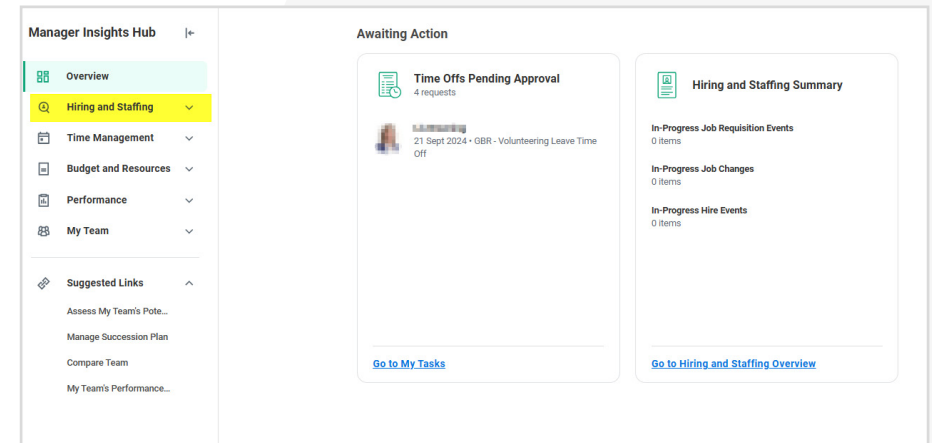 Manager Insights Hub
Overview
Hiring and Staffing
Time Management
Budget and Resources
Performance
My Team
Suggested Links
Assess My Team's Pote...
Manage Succession Plan
Compare Team
My Team's Performance...
Awaiting Action
Time Offs Pending Approval
4 requests
21 Sept 2024 • GBR - Volunteering Leave Time
Off
Go to My Tasks
Hiring and Staffing Summary
In-Progress Job Requisition Events
0 items
In-Progress Job Changes
0 items
In-Progress Hire Events
0 items
Go to Hiring and Staffing Overview